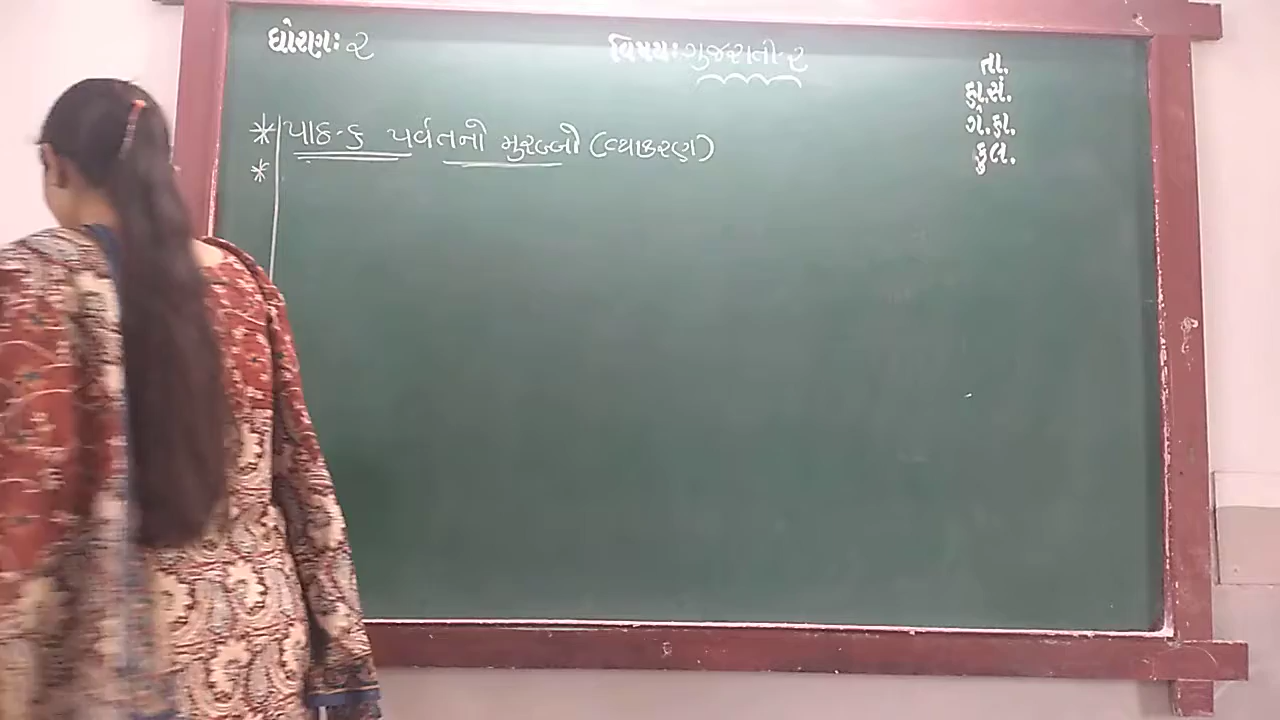 ધોરણ: ૨
વિષય: ગુજરાતી-૨
તા.
હા.સં.
ગે.હા.
કુલ.
* પાઠ-૬ પર્વતનો મુરબ્બો (વ્યાકરણ)
*